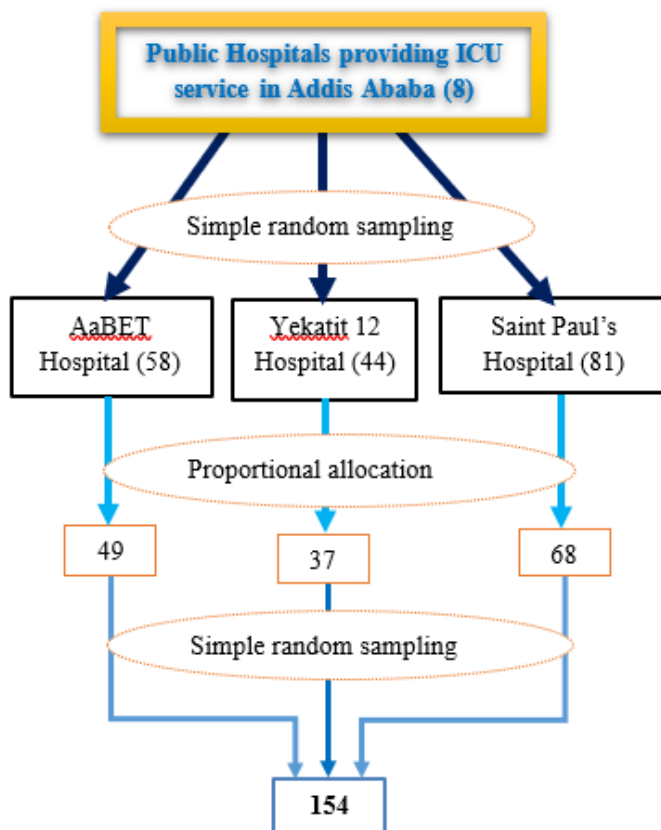 Public Hospitals providing ICU
service in Addis Ababa (8)
Simple random sampling
AaBET
Hospital (58)
Yekatit 12
Hospital (44)
Saint Paul’s
Hospital (81)
Proportional allocation
49
37
68
Simple random sampling
154